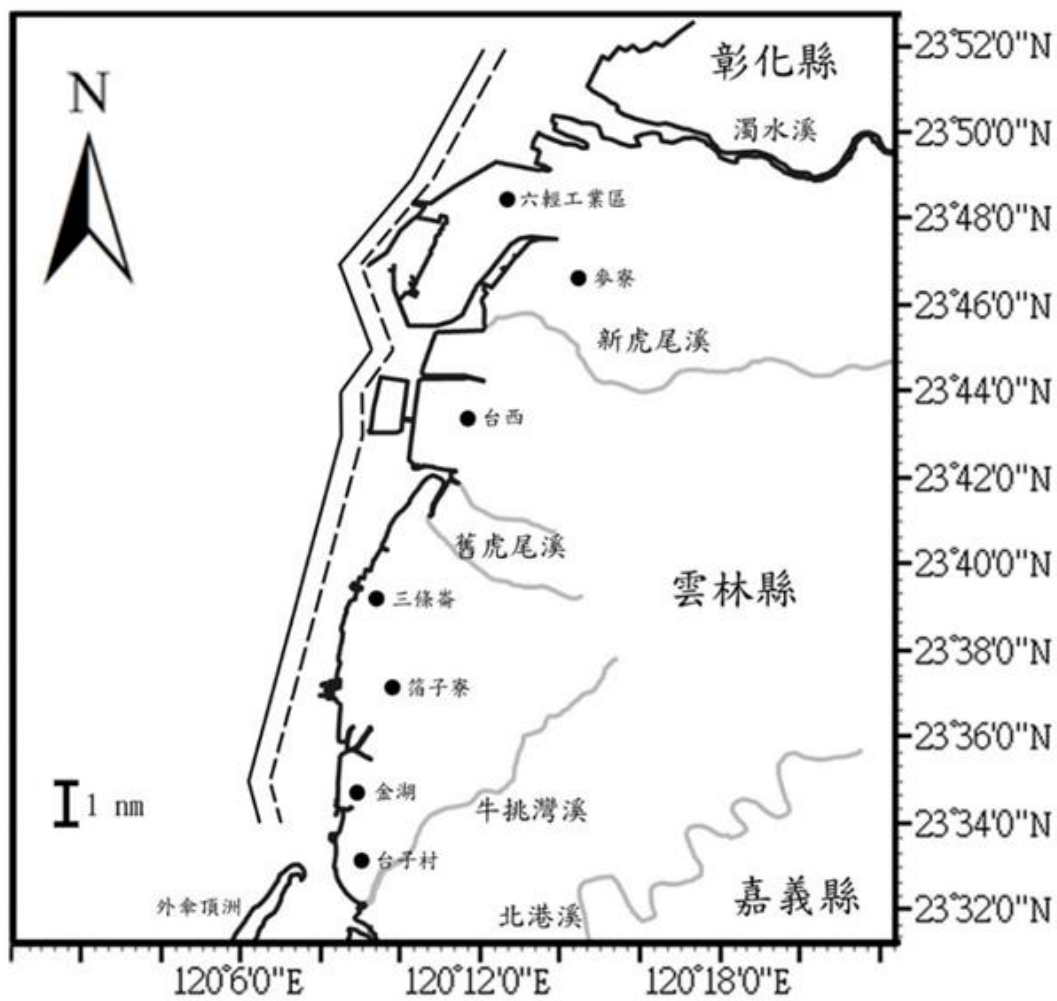 N
彰化縣
濁水溪
六輕工業區
麥寮
新虎尾溪
台西
舊虎尾溪
三條崙
雲林縣
箔子寮
金湖
1 nm
牛挑灣溪
台子村
外傘頂洲
北港溪
嘉義縣
23°52'0"N
23°50'0"N
23°48'0"N
23°46'0"N
23°44'0"N
23°42'0"N
23°40'0"N
23°38'0"N
23°36'0"N
23°34'0"N
23°32'0"N
120°6'0"E
120°12'0"E
120°18'0"E